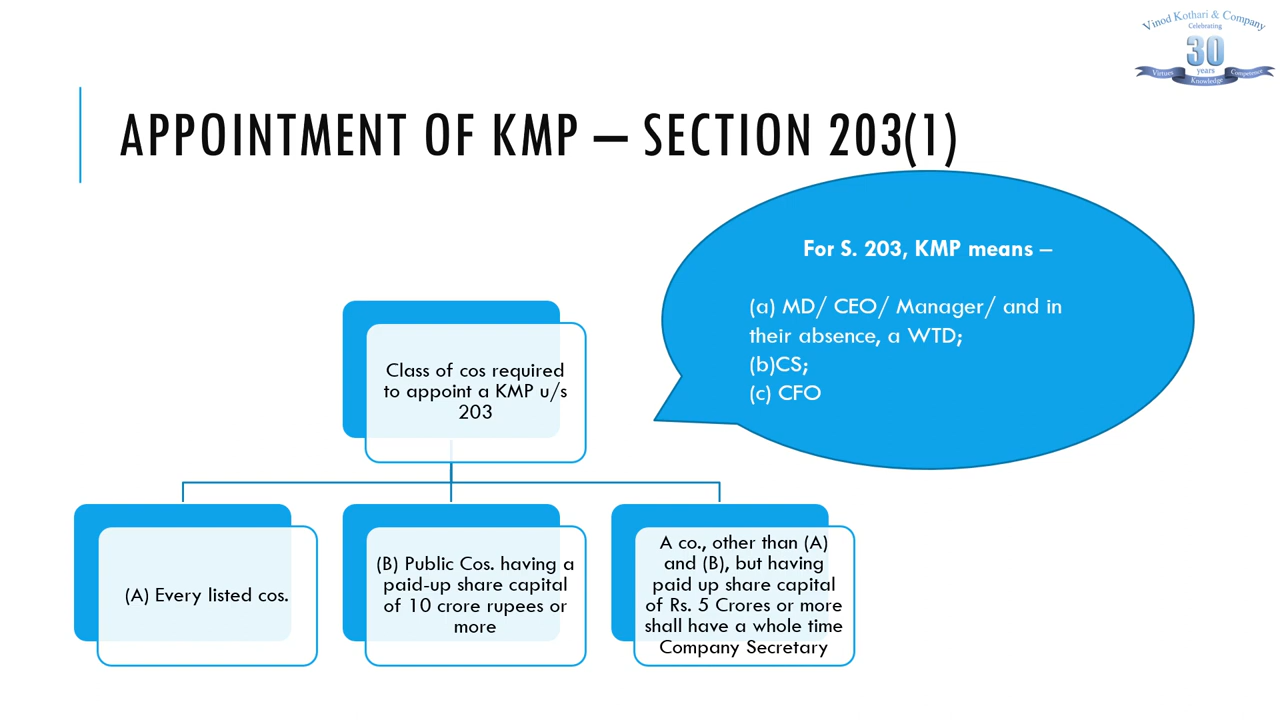 Vinod Kothari & Company
Celebrating
30
years
Virtues
Knowledge
Competence
APPOINTMENT OF KMP – SECTION 203(1)
For S. 203, KMP means –
(a) MD/ CEO/ Manager/ and in
their absence, a WTD;
(b)CS;
(c) CFO
Class of cos required
to appoint a KMP u/s
203
(A) Every listed cos.
(B) Public Cos. having a
paid-up share capital
of 10 crore rupees or
more
A co., other than (A)
and (B), but having
paid up share capital
of Rs. 5 Crores or more
shall have a whole time
Company Secretary